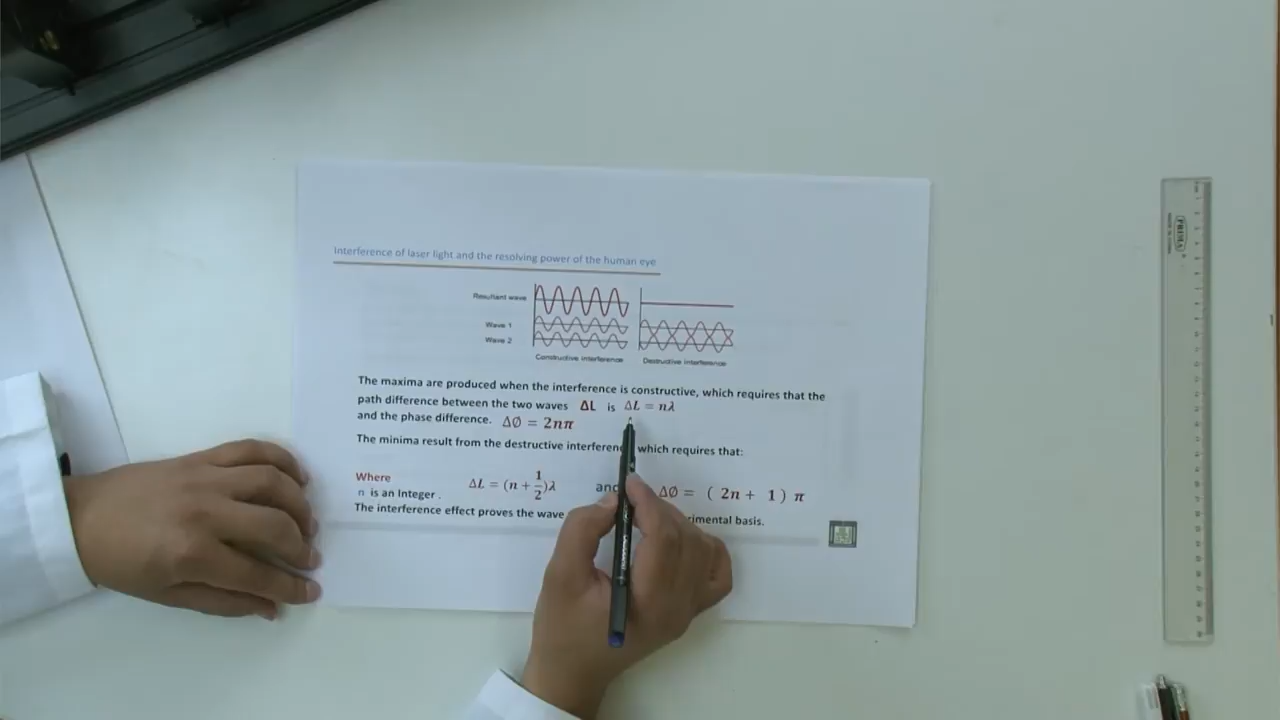 Interference of laser light and the resolving power of the human eye
Resultant wave
Wave 1
Wave 2
Constructive interference
Destructive interference
The maxima are produced when the interference is constructive, which requires that the
path difference between the two waves ΔL is ΔL = nλ
and the phase difference. ΔØ = 2nπ
The minima result from the destructive which requires that:
Where
ΔL = (n + 1/2)λ ΔØ = ( 2n + 1 ) π
n is an Integer .
The interference effect proves the wave basis.
PRIMA